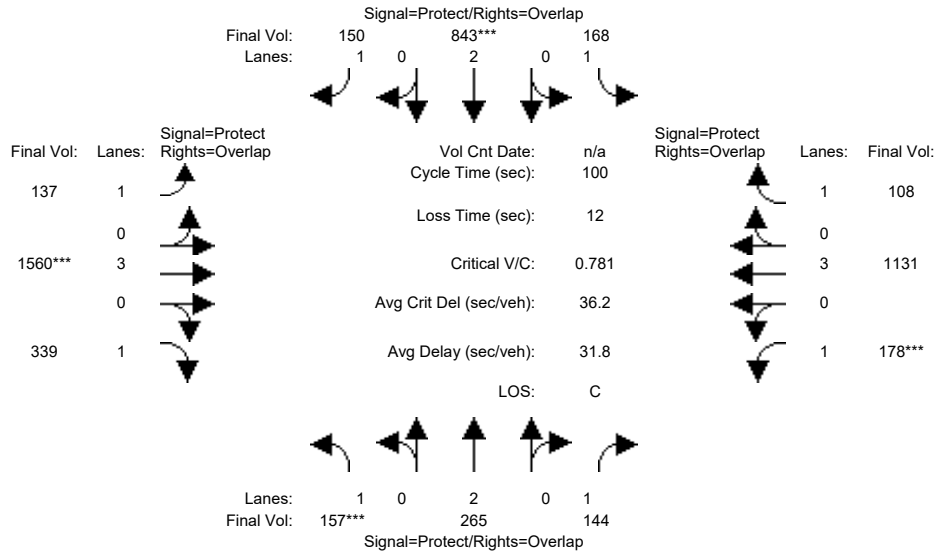 Signal=Protect/Rights=Overlap
Final Vol: 150 843*** 168
Lanes: 1 0 2 0 1
Signal=Protect Signal=Protect
Final Vol: Lanes: Rights=Overlap Vol Cnt Date: n/a Rights=Overlap Lanes: Final Vol:
Cycle Time (sec): 100
137 1 1 108
Loss Time (sec): 12
0 0
1560*** 3 Critical V/C: 0.781 3 1131
0 Avg Crit Del (sec/veh): 36.2 0
339 1 Avg Delay (sec/veh): 31.8 1 178***
LOS: C
Lanes: 1 0 2 0 1
Final Vol: 157*** 265 144
Signal=Protect/Rights=Overlap